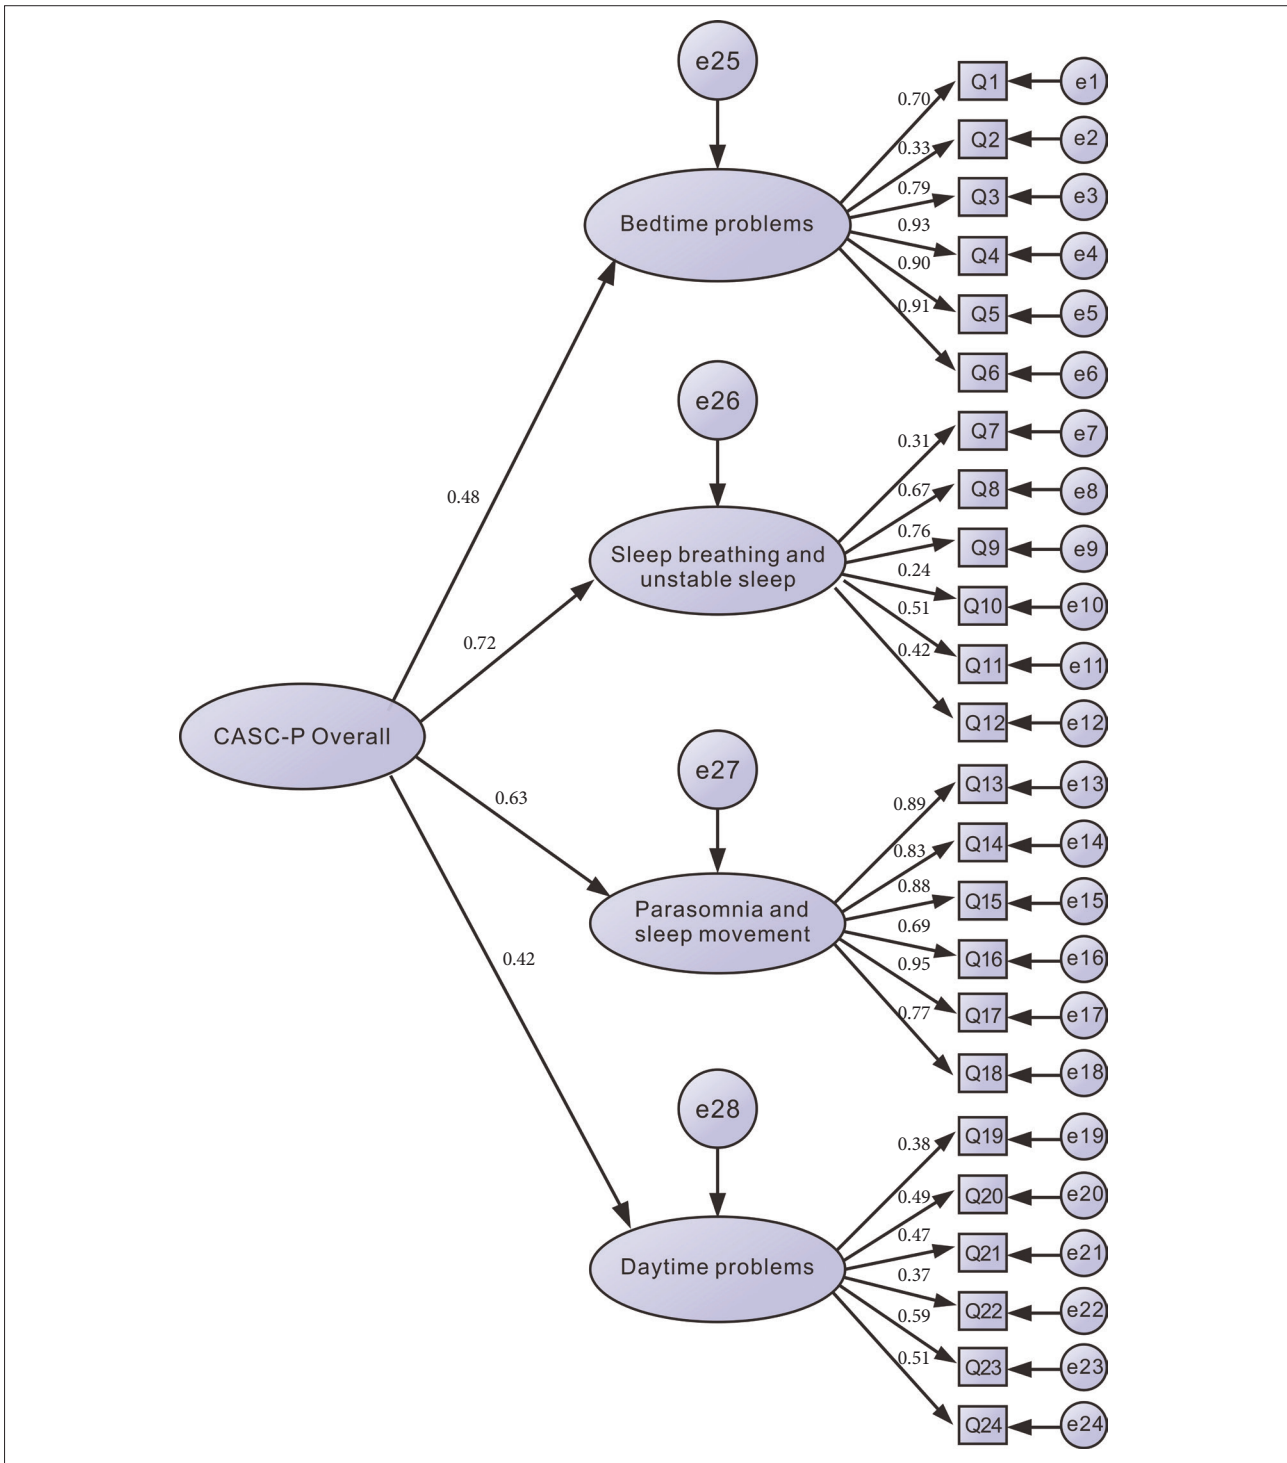 e25
Bedtime problems
0.70
Q1
e1
0.33
Q2
e2
0.79
Q3
e3
0.93
Q4
e4
0.90
Q5
e5
0.91
Q6
e6
e26
Sleep breathing and
unstable sleep
0.31
Q7
e7
0.67
Q8
e8
0.76
Q9
e9
0.24
Q10
e10
0.51
Q11
e11
0.42
Q12
e12
0.48
0.72
CASC-P Overall
0.63
0.42
e27
Parasomnia and
sleep movement
0.89
Q13
e13
0.83
Q14
e14
0.88
Q15
e15
0.69
Q16
e16
0.95
Q17
e17
0.77
Q18
e18
e28
Daytime problems
0.38
Q19
e19
0.49
Q20
e20
0.47
Q21
e21
0.37
Q22
e22
0.59
Q23
e23
0.51
Q24
e24